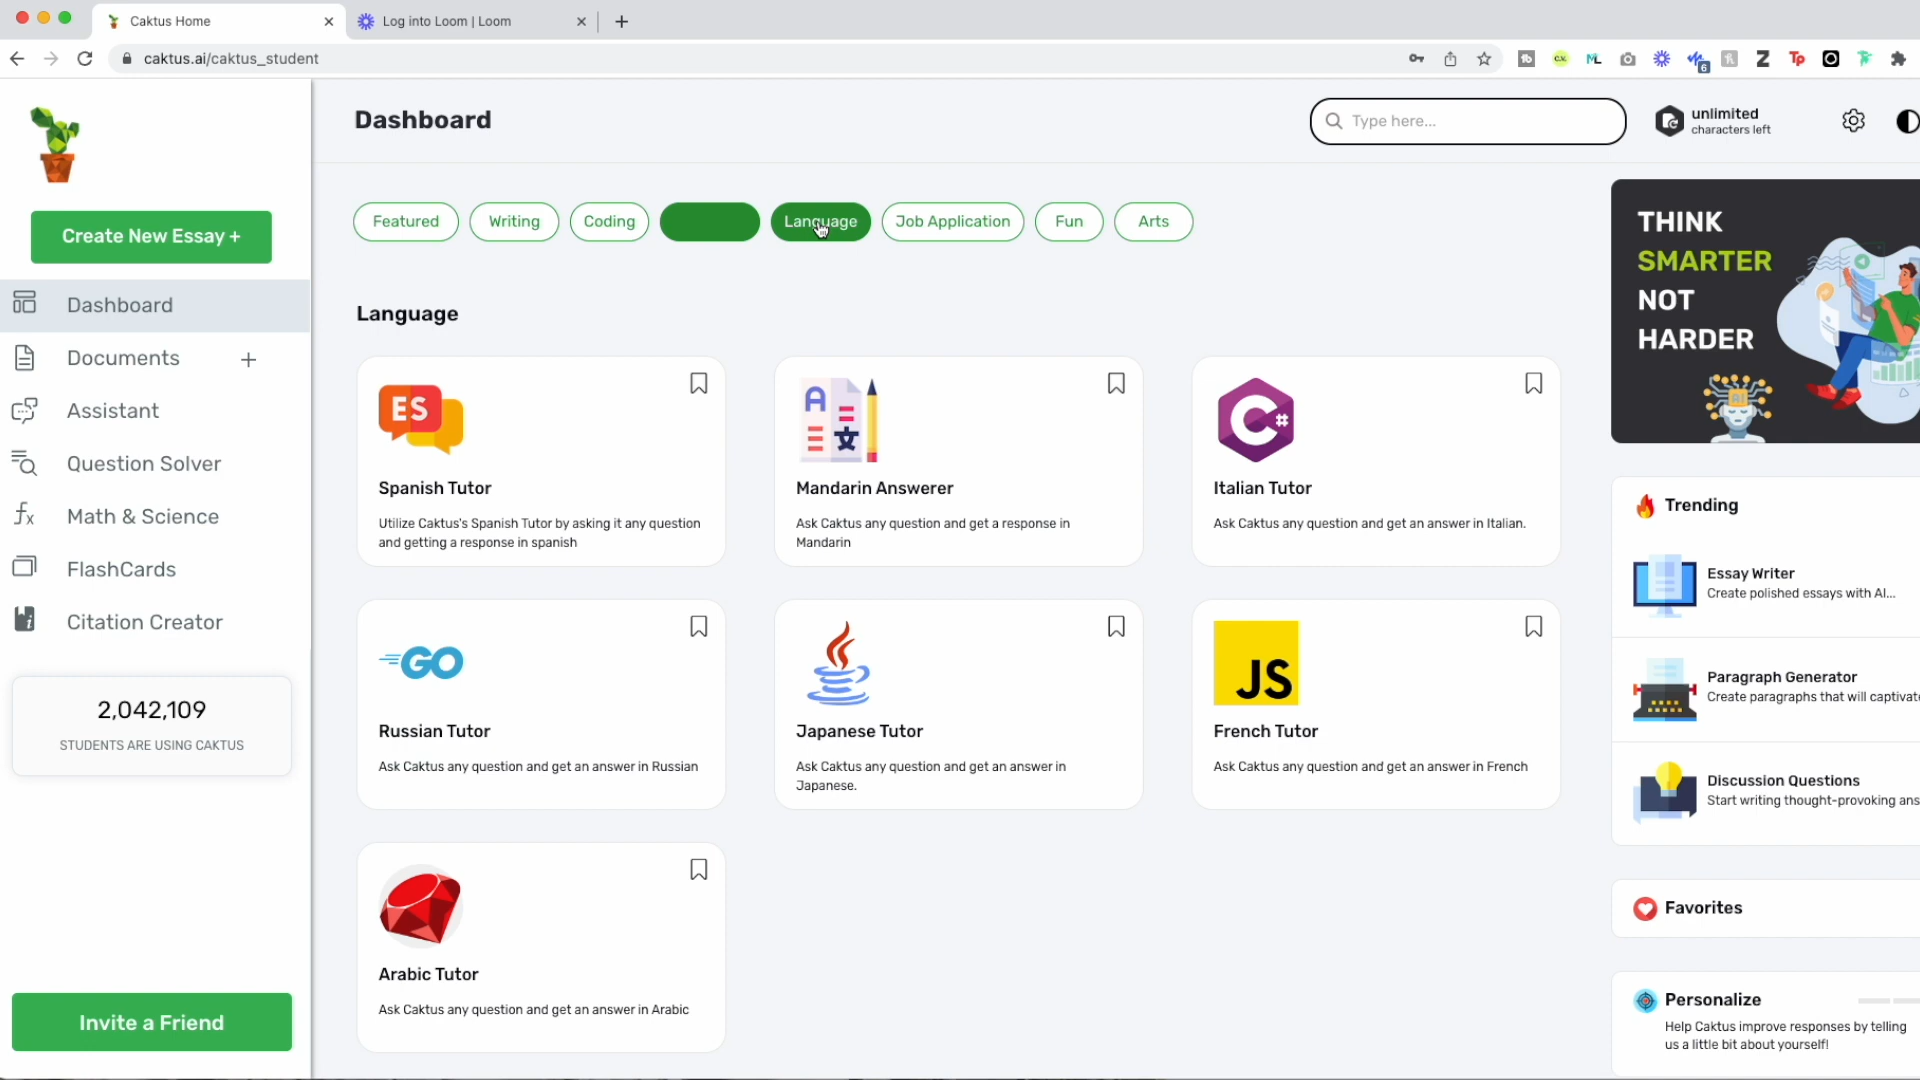 Caktus Home
Log into Loom | Loom
caktus.ai/caktus_student
6
Z
Tp
Dashboard
Type here...
unlimited
characters left
Create New Essay +
Dashboard
Documents
Assistant
Question Solver
Math & Science
FlashCards
Citation Creator
2,042,109
STUDENTS ARE USING CAKTUS
Invite a Friend
Featured
Writing
Coding
Language
Job Application
Fun
Arts
Language
ES
Spanish Tutor
Utilize Caktus's Spanish Tutor by asking it any question
and getting a response in spanish
A
文
Mandarin Answerer
Ask Caktus any question and get a response in
Mandarin
C#
Italian Tutor
Ask Caktus any question and get an answer in Italian.
GO
Russian Tutor
Ask Caktus any question and get an answer in Russian
Japanese Tutor
Ask Caktus any question and get an answer in
Japanese.
JS
French Tutor
Ask Caktus any question and get an answer in French
Arabic Tutor
Ask Caktus any question and get an answer in Arabic
THINK
SMARTER
NOT
HARDER
AI
Trending
Essay Writer
Create polished essays with AI...
Paragraph Generator
Create paragraphs that will captivate
Discussion Questions
Start writing thought-provoking ans
Favorites
Personalize
Help Caktus improve responses by telling
us a little bit about yourself!